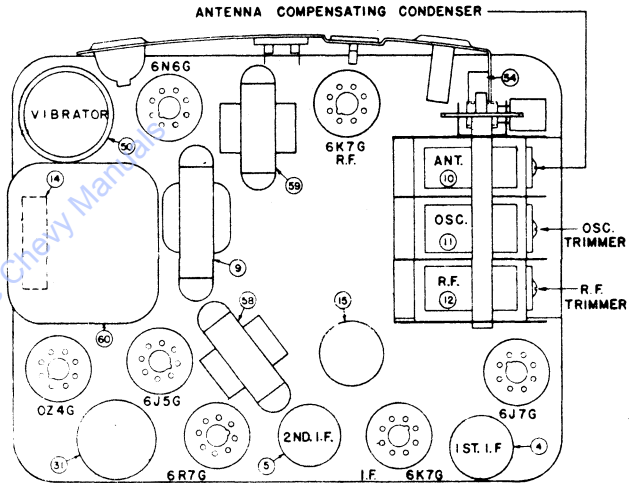 ANTENNA COMPENSATING CONDENSER
6N6G
54
VIBRATOR
50
6K7G
R.F.
ANT.
10
14
59
OSC.
11
OSC.
TRIMMER
9
R.F.
12
R.F.
TRIMMER
58
15
60
OZ4G
6J5G
6J7G
31
6R7G
5
2ND. I.F.
I.F. 6K7G
1ST. I.F
4
Chevy Manuals